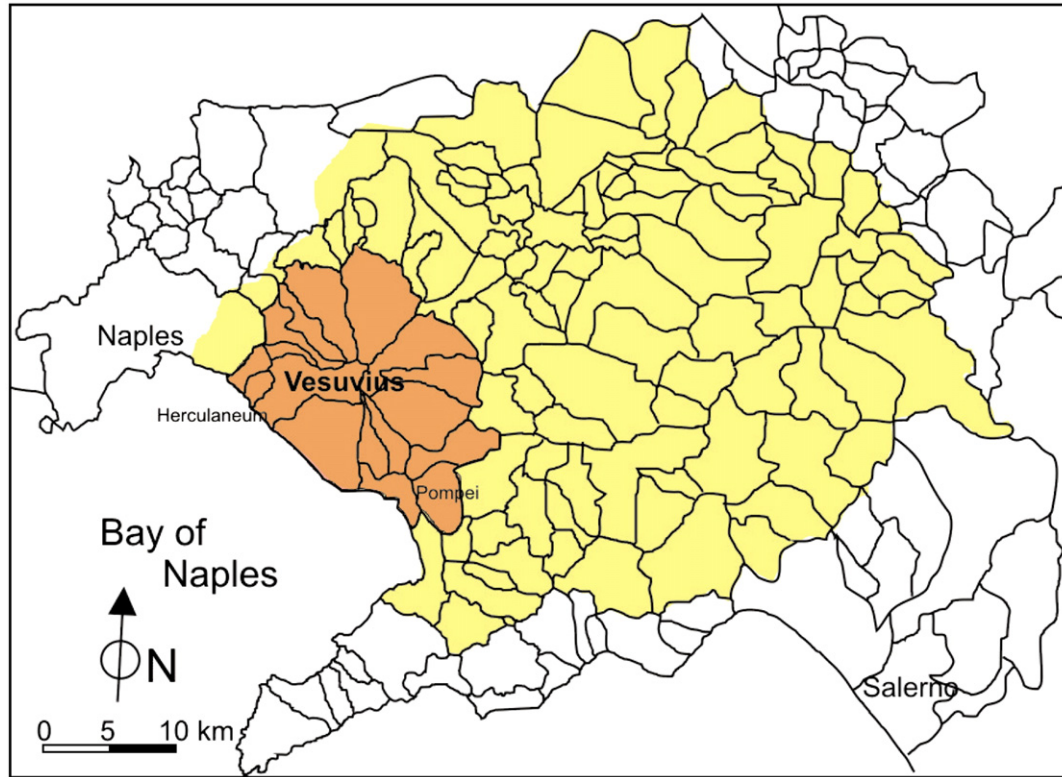 Naples
Vesuvius
Herculaneum
Pompei
Bay of
Naples
N
Salerno
0 5 10 km